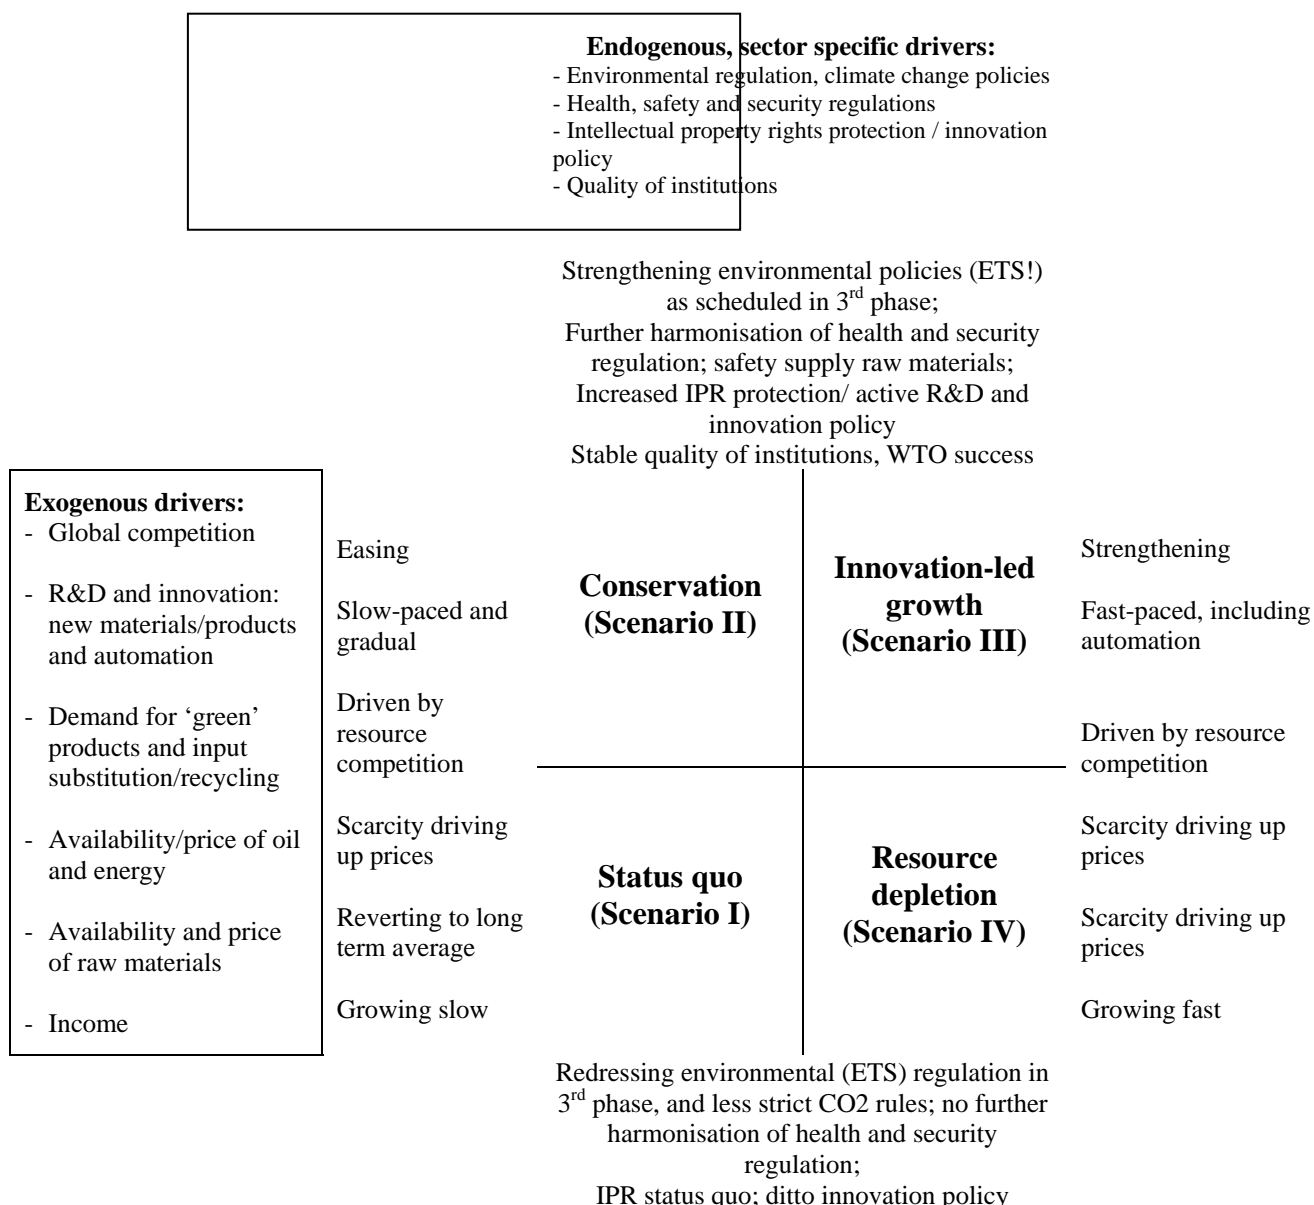 Endogenous, sector specific drivers:
- Environmental regulation, climate change policies
- Health, safety and security regulations
- Intellectual property rights protection / innovation
policy
- Quality of institutions
Strengthening environmental policies (ETS!)
as scheduled in 3rd phase;
Further harmonisation of health and security
regulation; safety supply raw materials;
Increased IPR protection/ active R&D and
innovation policy
Stable quality of institutions, WTO success
Exogenous drivers:
- Global competition
- R&D and innovation:
new materials/products
and automation
- Demand for ‘green’
products and input
substitution/recycling
- Availability/price of oil
and energy
- Availability and price
of raw materials
- Income
Easing
Slow-paced and
gradual
Driven by
resource
competition
Scarcity driving
up prices
Reverting to long
term average
Growing slow
Conservation
(Scenario II)
Innovation-led
growth
(Scenario III)
Status quo
(Scenario I)
Resource
depletion
(Scenario IV)
Strengthening
Fast-paced, including
automation
Driven by resource
competition
Scarcity driving up
prices
Scarcity driving up
prices
Growing fast
Redressing environmental (ETS) regulation in
3rd phase, and less strict CO2 rules; no further
harmonisation of health and security
regulation;
IPR status quo; ditto innovation policy